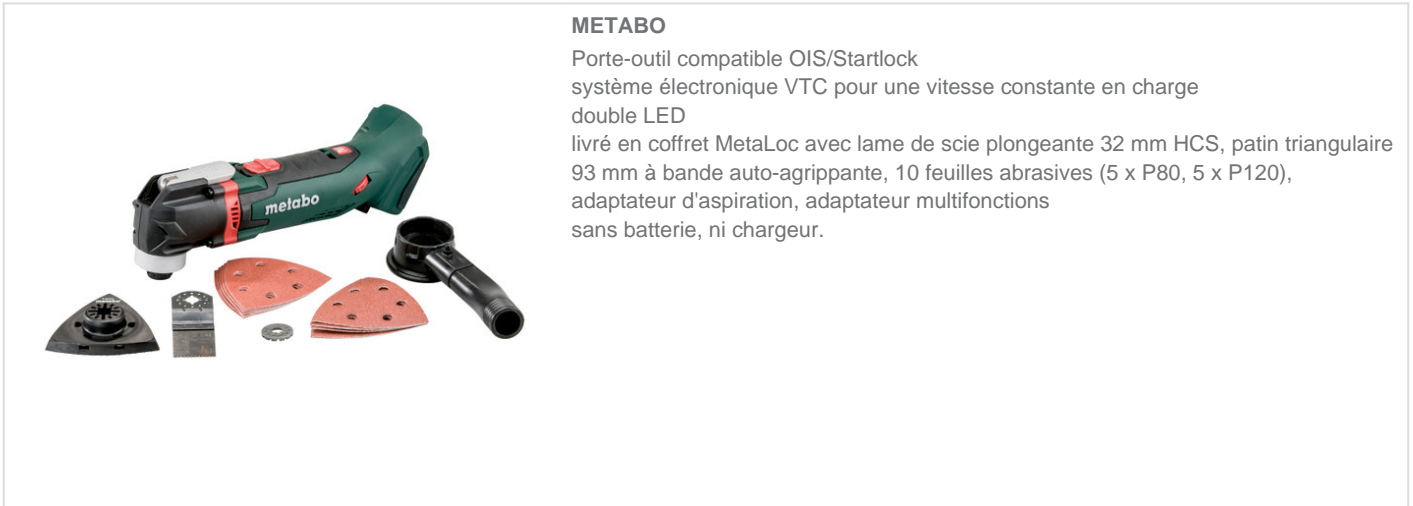 METABO
Porte-outil compatible OIS/Startlock
système électronique VTC pour une vitesse constante en charge
double LED
livré en coffret MetaLoc avec lame de scie plongeante 32 mm HCS, patin triangulaire
93 mm à bande auto-agrippante, 10 feuilles abrasives (5 x P80, 5 x P120),
adaptateur d'aspiration, adaptateur multifonctions
sans batterie, ni chargeur.
metabo